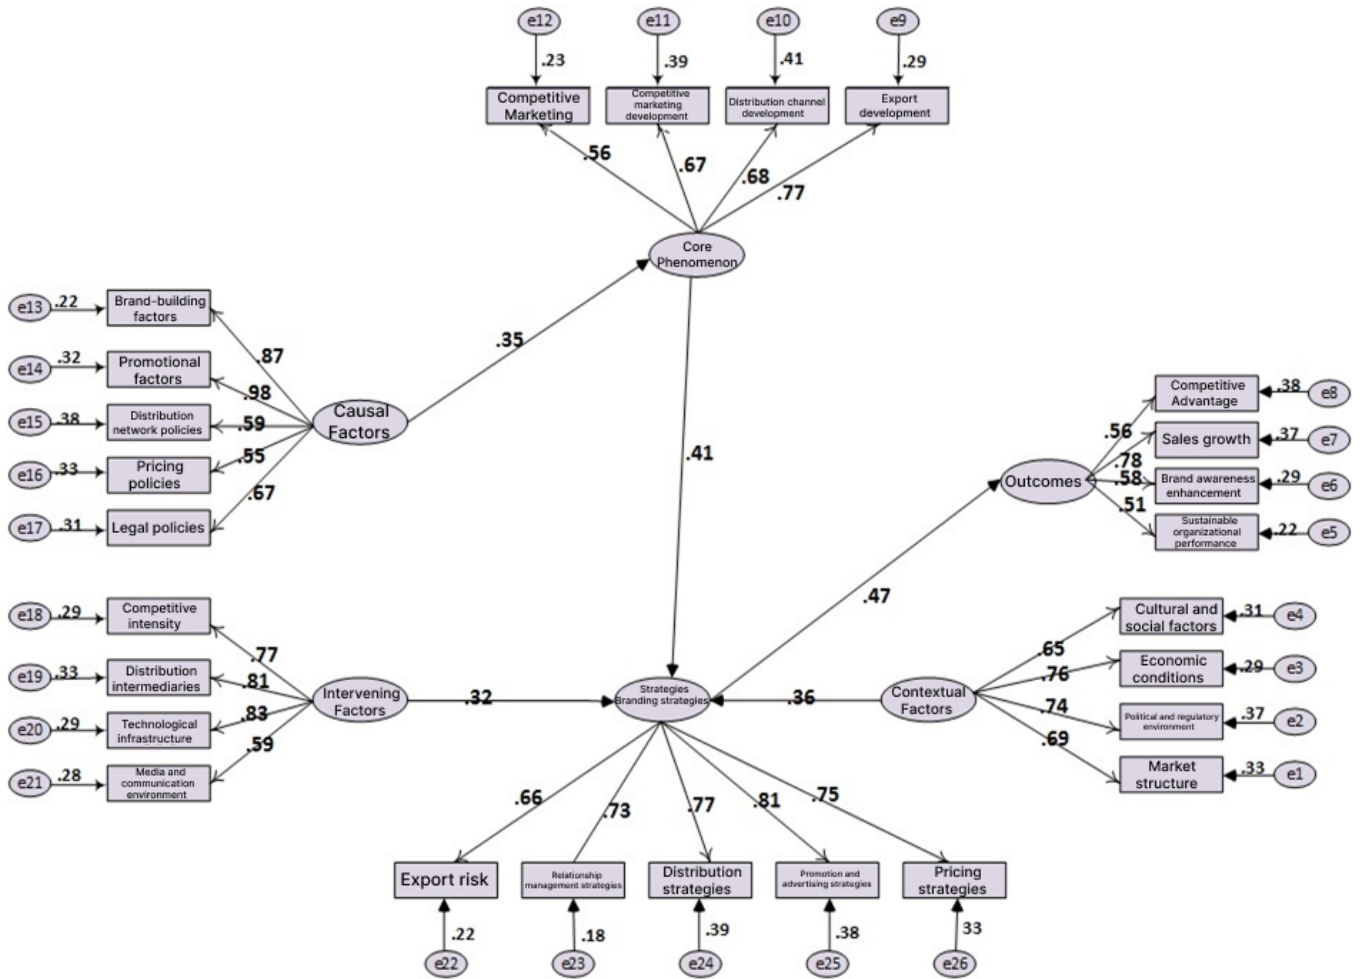 e12
e11
e10
e9
.23
.39
.41
.29
Competitive
Marketing
Competitive
marketing
development
Distribution channel
development
Export
development
.56
.67
.68
.77
Core
Phenomenon
e13
.22
Brand-building
factors
e14
.32
Promotional
factors
e15
.38
Distribution
network policies
e16
.33
Pricing
policies
e17
.31
Legal policies
.87
.98
.59
.55
.67
Causal
Factors
.35
.41
Outcomes
.56
.78
.58
.51
Competitive
Advantage
.38
e8
Sales growth
.37
e7
Brand awareness
enhancement
.29
e6
Sustainable
organizational
performance
.22
e5
.47
e18
.29
Competitive
intensity
e19
.33
Distribution
intermediaries
e20
.29
Technological
infrastructure
e21
.28
Media and
communication
environment
.77
.81
.83
.59
Intervening
Factors
.32
Strategies
Branding strategies
.36
Contextual
Factors
.65
.76
.74
.69
Cultural and
social factors
.31
e4
Economic
conditions
.29
e3
Political and regulatory
environment
.37
e2
Market
structure
.33
e1
.66
.73
.77
.81
.75
Export risk
Relationship
management strategies
Distribution
strategies
Promotion and
advertising strategies
Pricing
strategies
.22
.18
.39
.38
33
e22
e23
e24
e25
e26